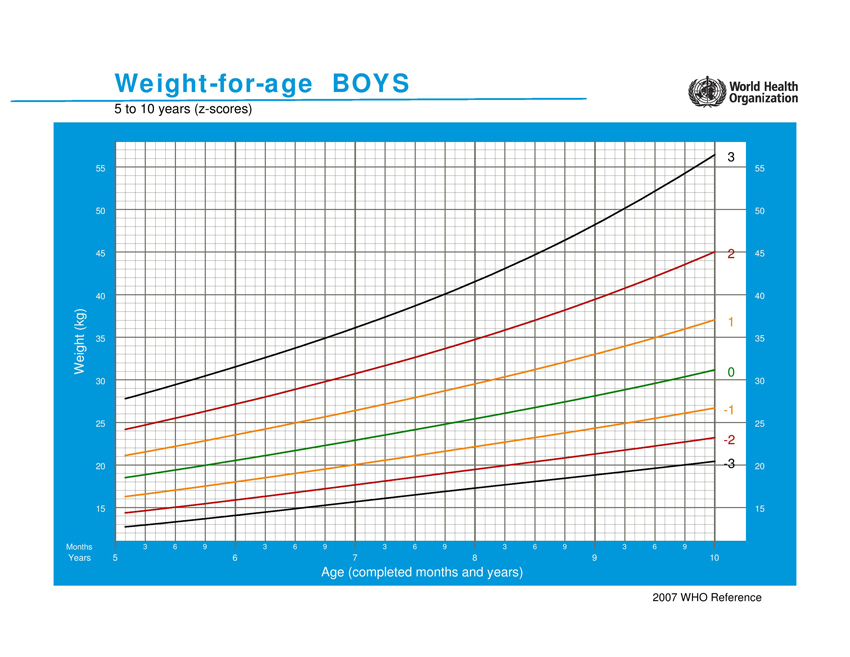 Weight-for-age BOYS
5 to 10 years (z-scores)
World Health
Organization
3
55 55
50 50
2
45 45
40 40
1
35 35
0
30 30
-1
25 25
-2
-3
20 20
15 15
Weight (kg)
Months 3 6 9 3 6 9 3 6 9 3 6 9 3 6 9
Years 5 6 7 8 9 10
Age (completed months and years)
2007 WHO Reference